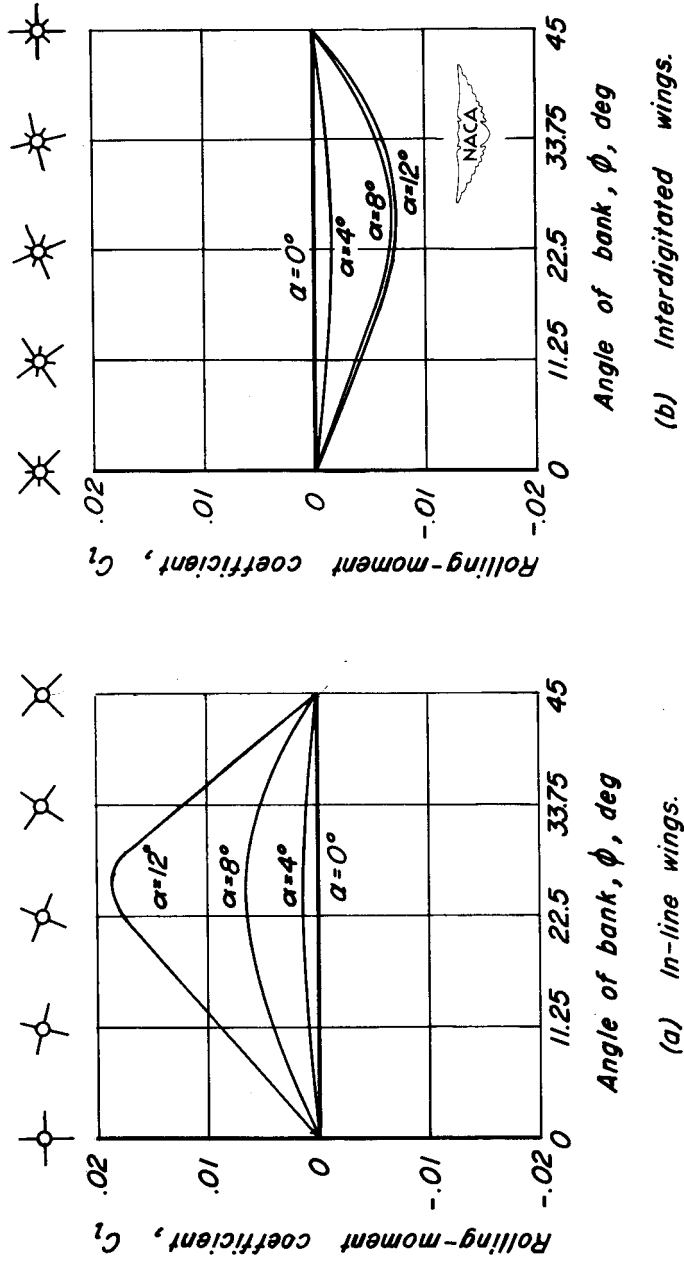 .02
.01
0
-.01
-.02
Rolling-moment coefficient, Cl
α=12°
α=8°
α=4°
α=0°
0 11.25 22.5 33.75 45
Angle of bank, ϕ, deg
(a) In-line wings.
.02
.01
0
-.01
-.02
Rolling-moment coefficient, Cl
α=0°
α=4°
α=8°
α=12°
NACA
0 11.25 22.5 33.75 45
Angle of bank, ϕ, deg
(b) Interdigitated wings.